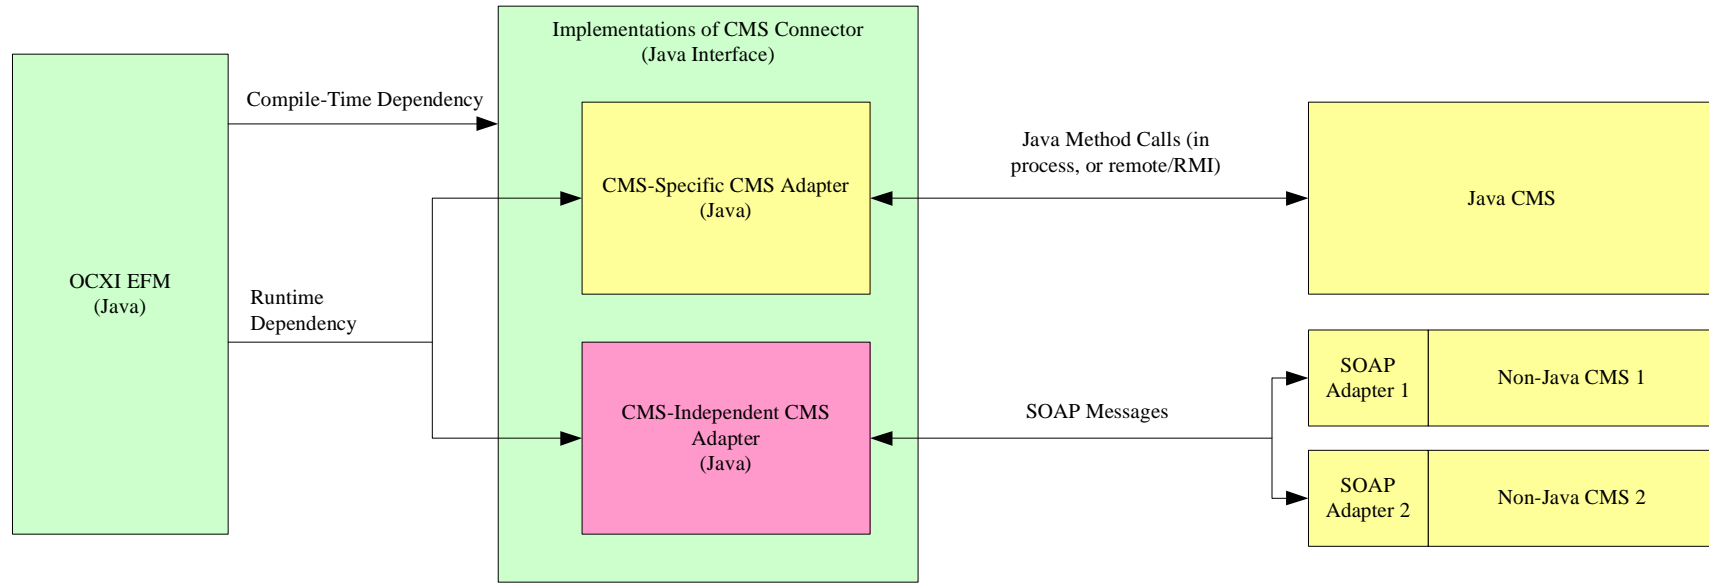 Implementations of CMS Connector
(Java Interface)
Compile-Time Dependency
Java Method Calls (in
process, or remote/RMI)
CMS-Specific CMS Adapter
(Java)
Java CMS
OCXI EFM
(Java)
Runtime
Dependency
SOAP
Adapter 1
Non-Java CMS 1
CMS-Independent CMS
Adapter
(Java)
SOAP Messages
SOAP
Adapter 2
Non-Java CMS 2